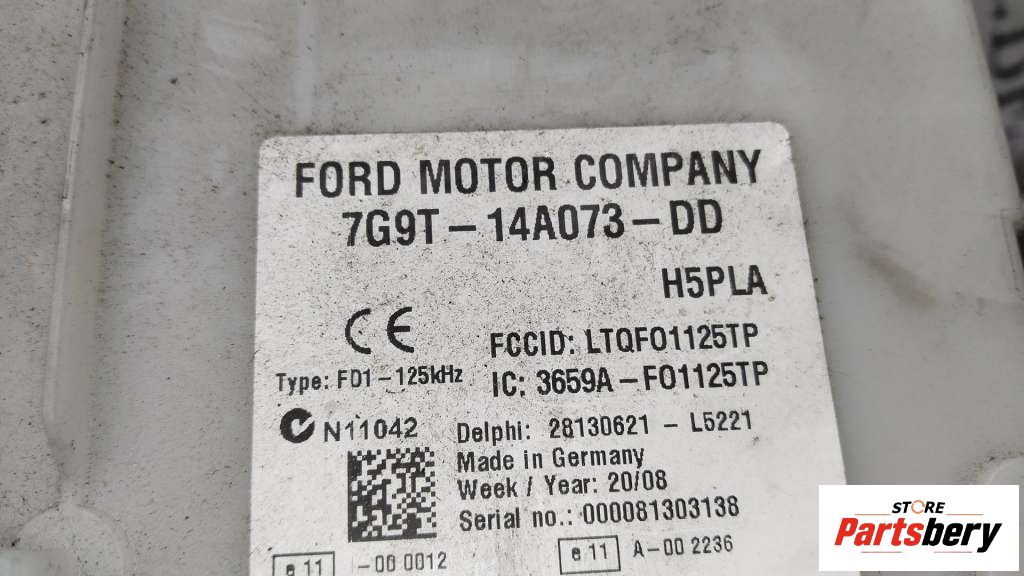 FORD MOTOR COMPANY
7G9T-14A073-DD
H5PLA
CE
FCCID: LTQF01125TP
Type: FD1-125kHz
IC: 3659A-F01125TP
N11042
Delphi: 28130621 - L5221
Made in Germany
Week / Year: 20/08
Serial no.: 000081303138
e 11 -00 0012
e 11 A-00 2236
STORE
Partsbery